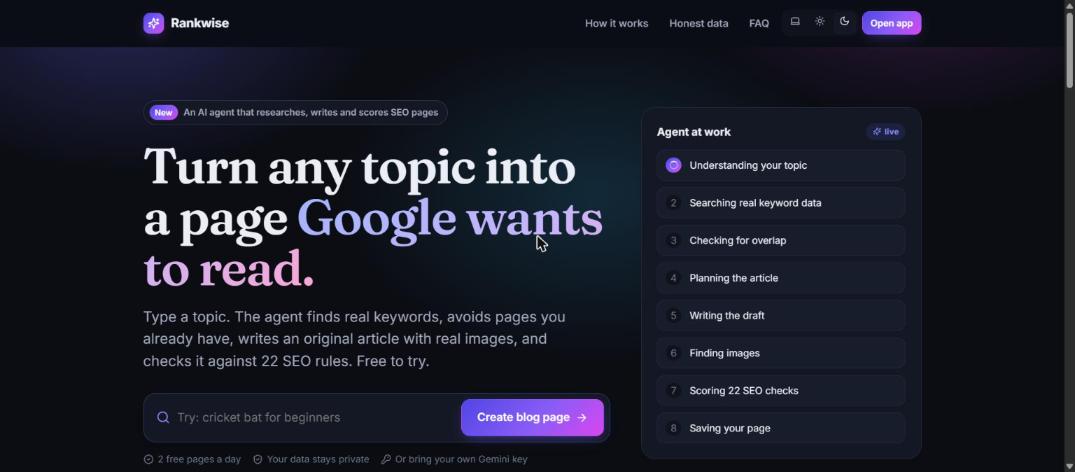 Rankwise
How it works
Honest data
FAQ
Open app
New An AI agent that researches, writes and scores SEO pages
Turn any topic into
a page Google wants
to read.
Type a topic. The agent finds real keywords, avoids pages you
already have, writes an original article with real images, and
checks it against 22 SEO rules. Free to try.
Try: cricket bat for beginners
Create blog page →
2 free pages a day
Your data stays private
Or bring your own Gemini key
Agent at work
live
Understanding your topic
2 Searching real keyword data
3 Checking for overlap
4 Planning the article
5 Writing the draft
6 Finding images
7 Scoring 22 SEO checks
8 Saving your page